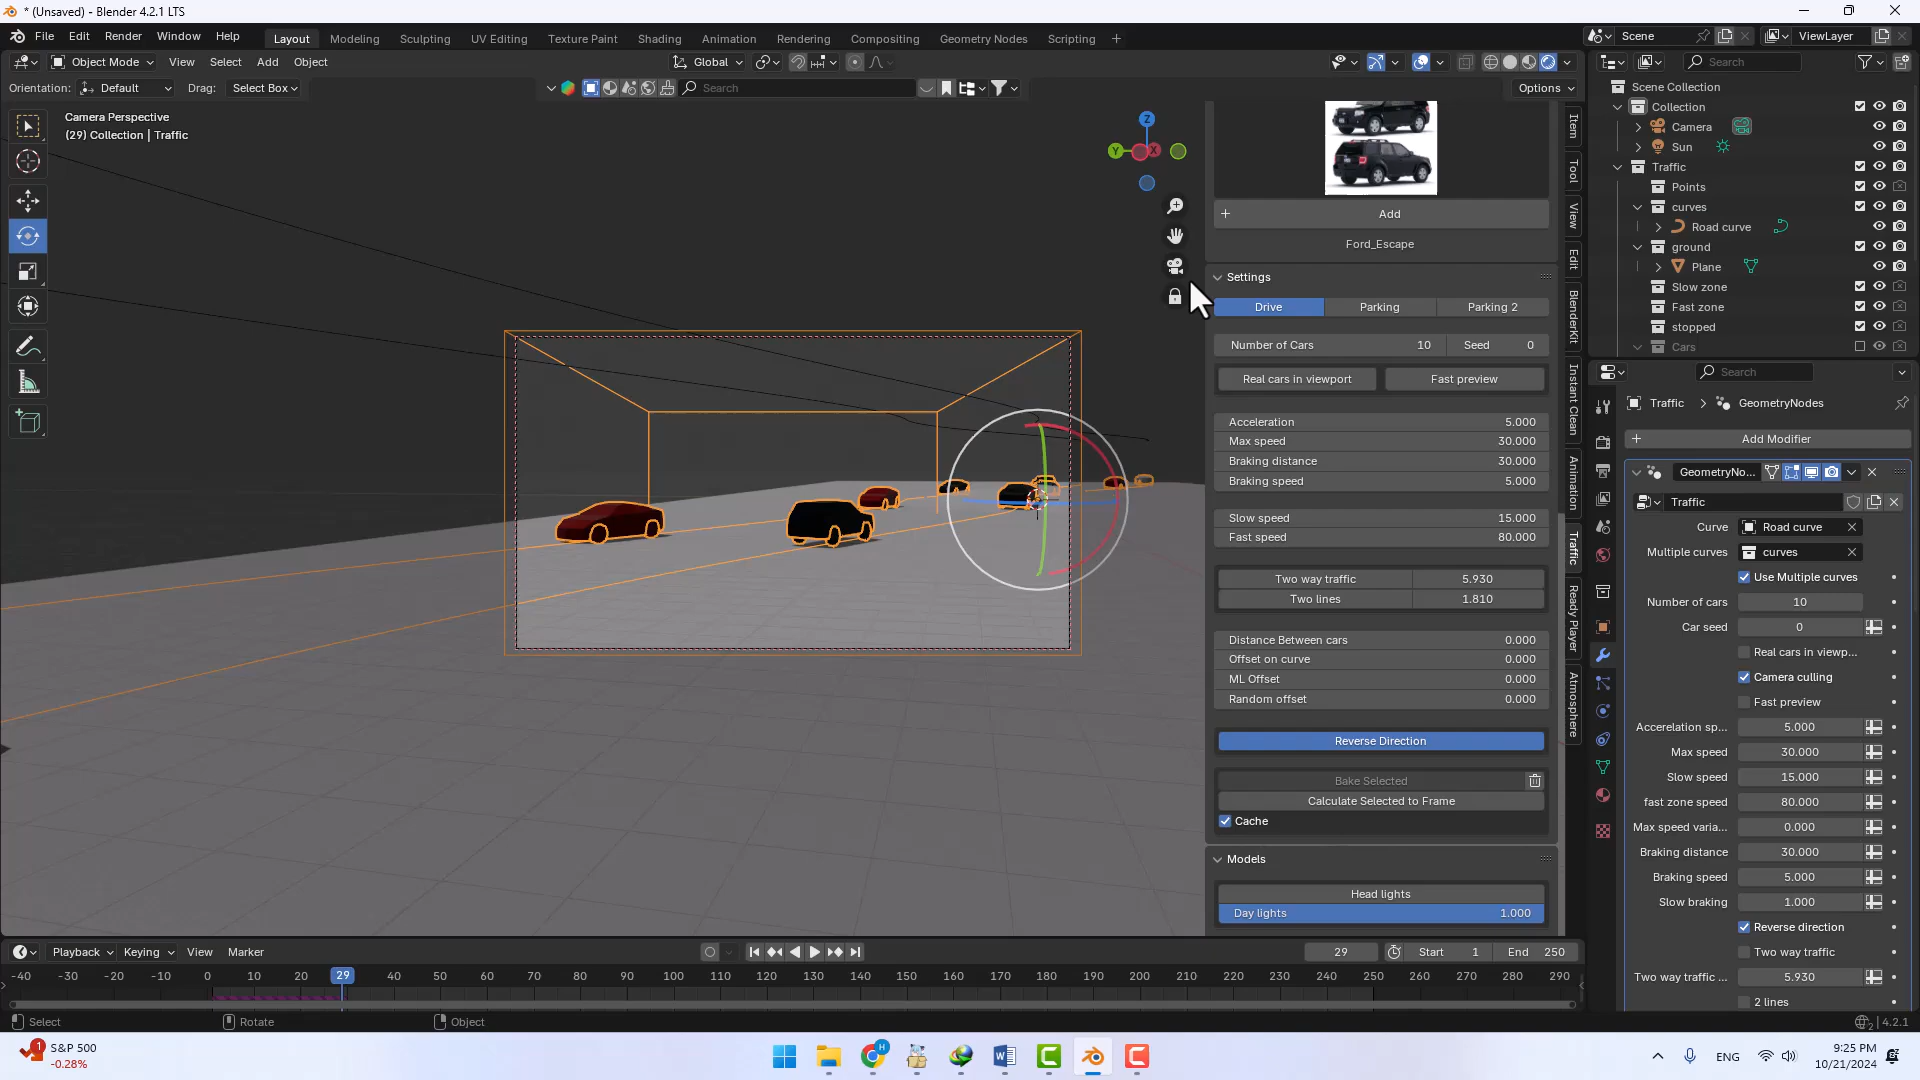 * (Unsaved) - Blender 4.2.1 LTS
File Edit Render Window Help
Layout Modeling Sculpting UV Editing Texture Paint Shading Animation Rendering Compositing Geometry Nodes Scripting +
Scene
ViewLayer
Object Mode View Select Add Object
Global
Search
Orientation: Default Drag: Select Box
Search
Options
Camera Perspective
(29) Collection | Traffic
Z
Y
X
Item
Tool
View
Edit
BlenderKit
Instant Clean
Animation
Traffic
Ready Player
Atmosphere
+ Add
Ford_Escape
Settings
Drive Parking Parking 2
Number of Cars 10 Seed 0
Real cars in viewport Fast preview
Acceleration 5.000
Max speed 30.000
Braking distance 30.000
Braking speed 5.000
Slow speed 15.000
Fast speed 80.000
Two way traffic 5.930
Two lines 1.810
Distance Between cars 0.000
Offset on curve 0.000
ML Offset 0.000
Random offset 0.000
Reverse Direction
Bake Selected
Calculate Selected to Frame
Cache
Models
Head lights
Day lights 1.000
Scene Collection
Collection
Camera
Sun
Traffic
Points
curves
Road curve
ground
Plane
Slow zone
Fast zone
stopped
Cars
Search
Traffic > GeometryNodes
+ Add Modifier
GeometryNo...
Traffic
Curve Road curve
Multiple curves curves
Use Multiple curves
Number of cars 10
Car seed 0
Real cars in viewp...
Camera culling
Fast preview
Accerelation sp... 5.000
Max speed 30.000
Slow speed 15.000
fast zone speed 80.000
Max speed varia... 0.000
Braking distance 30.000
Braking speed 5.000
Slow braking 1.000
Reverse direction
Two way traffic
Two way traffic ... 5.930
2 lines
Playback Keying View Marker
29 Start 1 End 250
-40 -30 -20 -10 0 10 20 29 40 50 60 70 80 90 100 110 120 130 140 150 160 170 180 190 200 210 220 230 240 250 260 270 280 290
Select Rotate Object
4.2.1
1
S&P 500
-0.28%
H
W
ENG
9:25 PM
10/21/2024